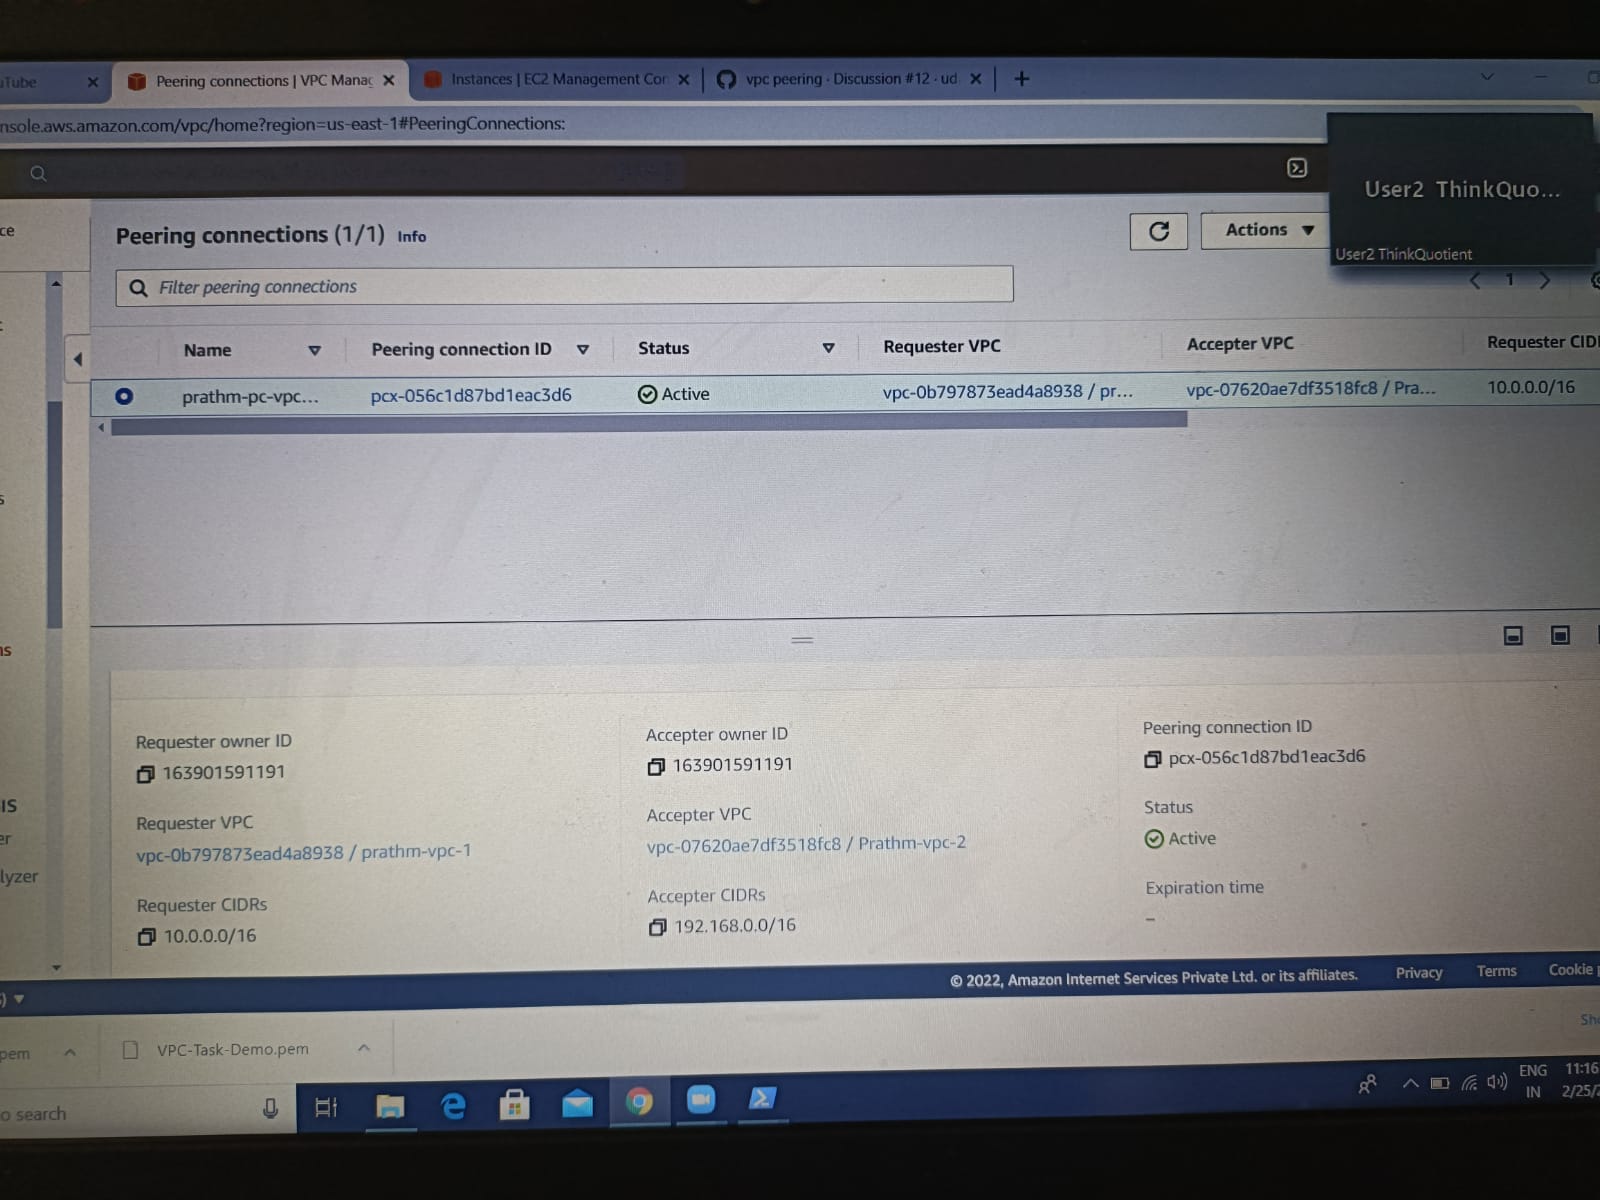 uTube
Peering connections | VPC Manag
Instances | EC2 Management Con
vpc peering · Discussion #12 · ud
nsole.aws.amazon.com/vpc/home?region=us-east-1#PeeringConnections:
User2 ThinkQuo...
User2 ThinkQuotient
ce
Peering connections (1/1) Info
Actions
Filter peering connections
1
Name
Peering connection ID
Status
Requester VPC
Accepter VPC
Requester CID
prathm-pc-vpc...
pcx-056c1d87bd1eac3d6
Active
vpc-0b797873ead4a8938 / pr...
vpc-07620ae7df3518fc8 / Pra...
10.0.0.0/16
s
ns
IS
er
lyzer
Requester owner ID
163901591191
Requester VPC
vpc-0b797873ead4a8938 / prathm-vpc-1
Requester CIDRs
10.0.0.0/16
Accepter owner ID
163901591191
Accepter VPC
vpc-07620ae7df3518fc8 / Prathm-vpc-2
Accepter CIDRs
192.168.0.0/16
Peering connection ID
pcx-056c1d87bd1eac3d6
Status
Active
Expiration time
–
© 2022, Amazon Internet Services Private Ltd. or its affiliates.
Privacy
Terms
Cookie
pem
VPC-Task-Demo.pem
Sh
o search
ENG
IN
11:16
2/25/